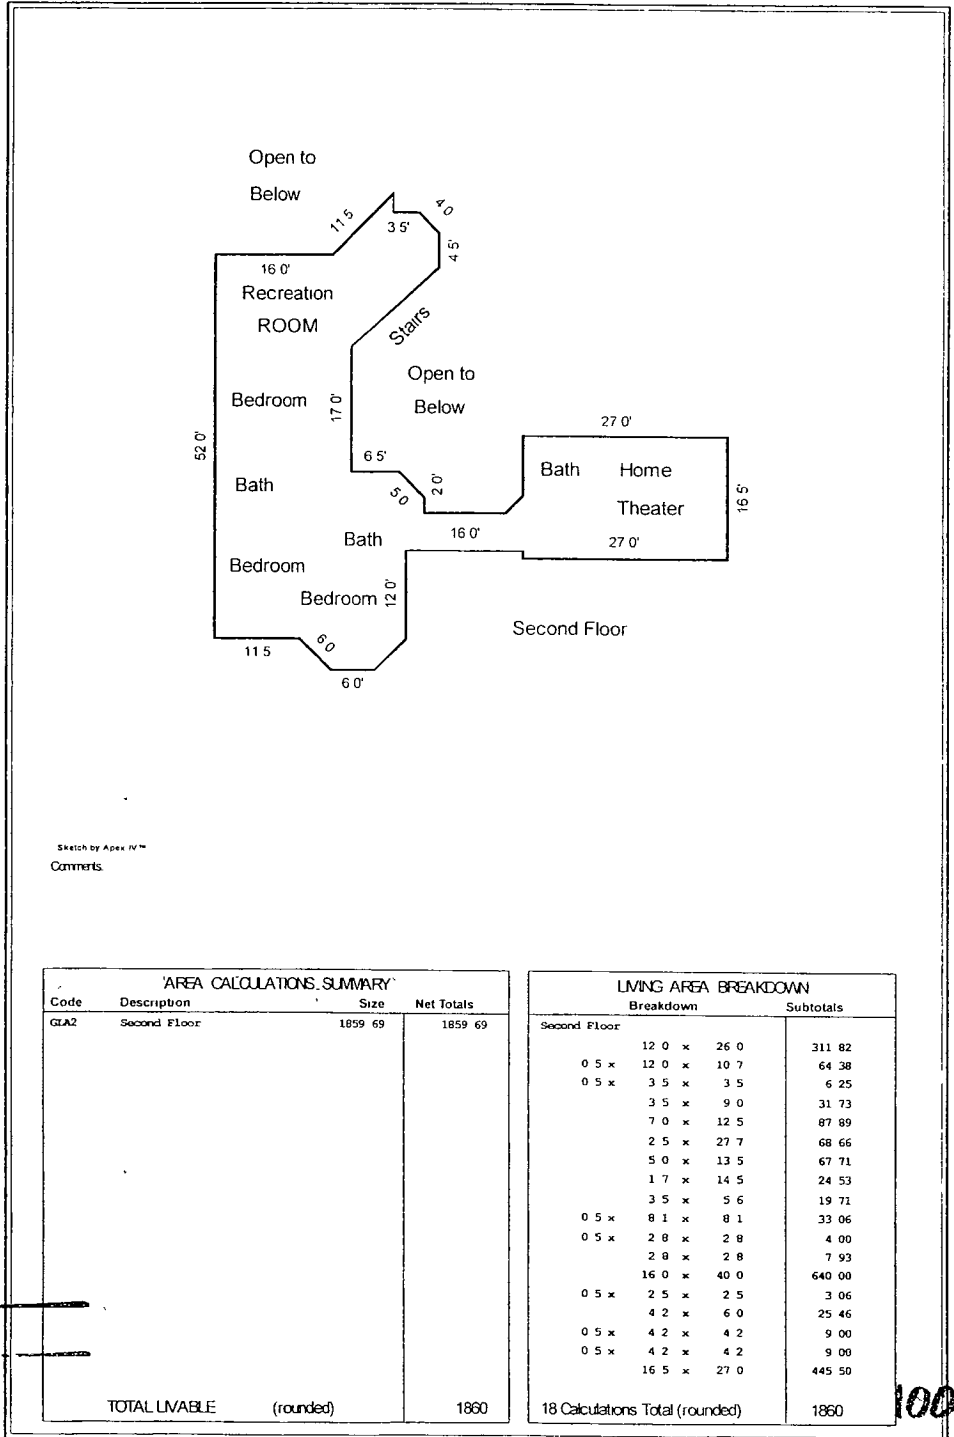 Open to
Below
11 5
3 5'
4 0
4 5'
16 0'
Recreation
ROOM
Stairs
Open to
Below
Bedroom
17 0'
27 0'
52 0'
6 5'
5 0
2 0'
Bath
Bath Home
Theater
16 5'
16 0'
27 0'
Bath
Bedroom
Bedroom
12 0'
Second Floor
11 5
6 0
6 0'
Sketch by Apex IV™
Comments.
AREA CALCULATIONS SUMMARY
Code Description Size Net Totals
GLA2 Second Floor 1859 69 1859 69
TOTAL LIVABLE (rounded) 1860
LIVING AREA BREAKDOWN
Breakdown Subtotals
Second Floor
12 0 x 26 0 311 82
0 5 x 12 0 x 10 7 64 38
0 5 x 3 5 x 3 5 6 25
3 5 x 9 0 31 73
7 0 x 12 5 87 89
2 5 x 27 7 68 66
5 0 x 13 5 67 71
1 7 x 14 5 24 53
3 5 x 5 6 19 71
0 5 x 8 1 x 8 1 33 06
0 5 x 2 8 x 2 8 4 00
2 8 x 2 8 7 93
16 0 x 40 0 640 00
0 5 x 2 5 x 2 5 3 06
4 2 x 6 0 25 46
0 5 x 4 2 x 4 2 9 00
0 5 x 4 2 x 4 2 9 00
16 5 x 27 0 445 50
18 Calculations Total (rounded) 1860
100